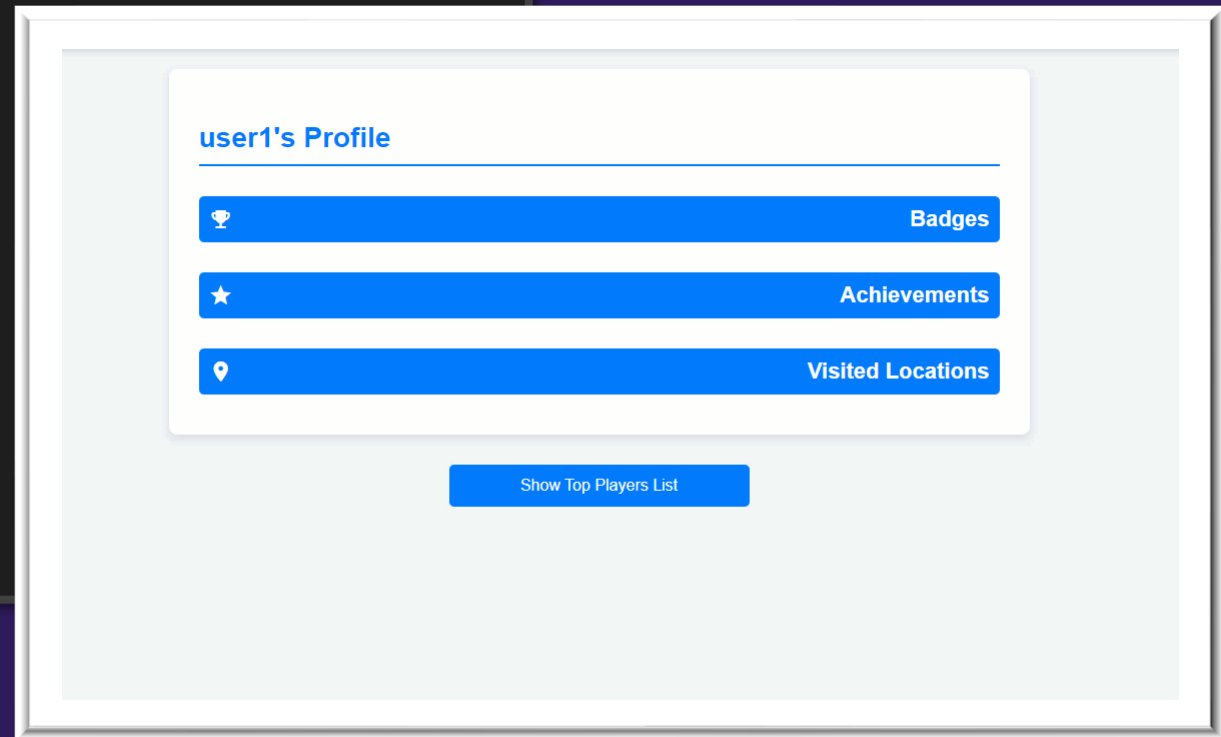 user1's Profile
Badges
Achievements
Visited Locations
Show Top Players List